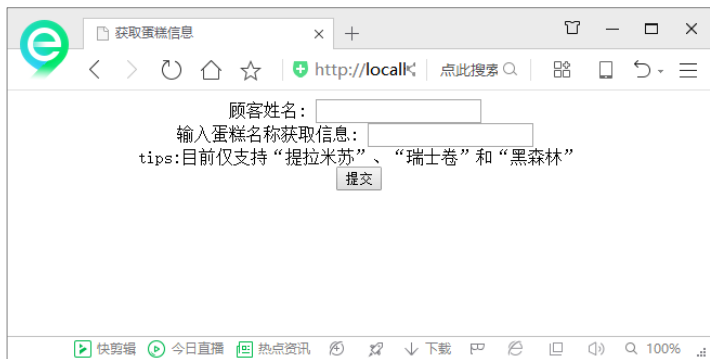 获取蛋糕信息
http://locall
点此搜索
顾客姓名:
输入蛋糕名称获取信息:
tips:目前仅支持“提拉米苏”、“瑞士卷”和“黑森林”
提交
快剪辑 今日直播 热点资讯 下载 100%